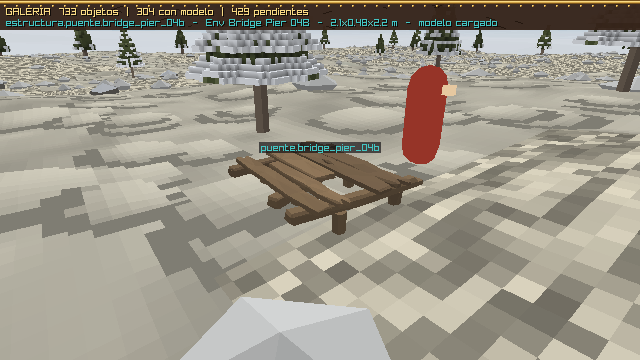 GALERIA 733 objetos | 304 con modelo | 429 pendientes
estructura.puente.bridge_pier_04b - Env Bridge Pier 04B - 2.1x0.48x2.2 m - modelo cargado
puente.bridge_pier_04b